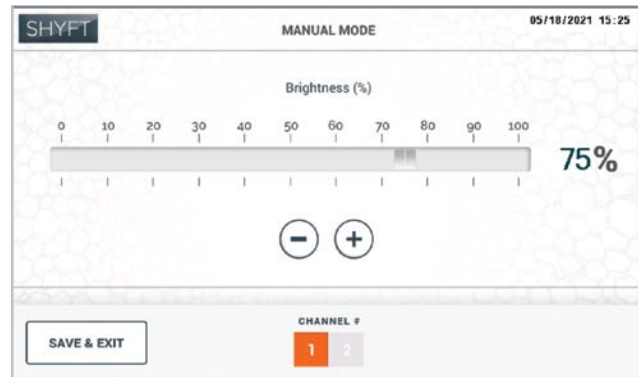 SHYFT
MANUAL MODE
05/18/2021 15:25
Brightness (%)
0 10 20 30 40 50 60 70 80 90 100
75%
− +
SAVE & EXIT
CHANNEL #
1 2